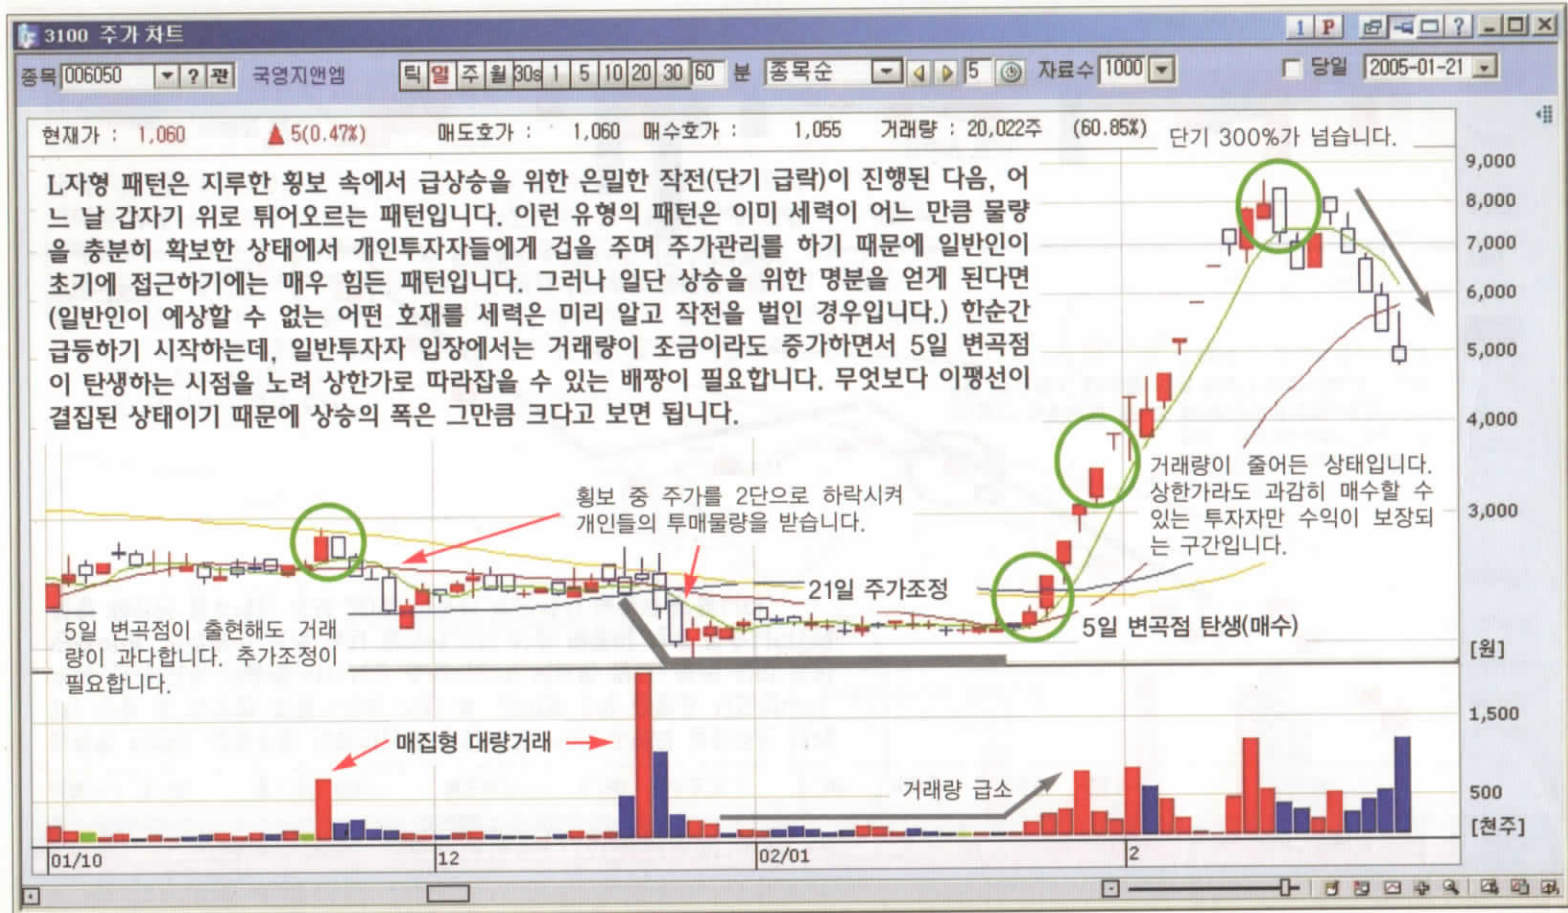 3100 주가 차트
1 P ?
종목 006050 ? 관 국영지앤엠 틱 일 주 월 30s 1 5 10 20 30 60 분 종목순 5 자료수 1000 당일 2005-01-21
현재가 : 1,060 ▲ 5(0.47%) 매도호가 : 1,060 매수호가 : 1,055 거래량 : 20,022주 (60.85%) 단기 300%가 넘습니다.
L자형 패턴은 지루한 횡보 속에서 급상승을 위한 은밀한 작전(단기 급락)이 진행된 다음, 어
느 날 갑자기 위로 튀어오르는 패턴입니다. 이런 유형의 패턴은 이미 세력이 어느 만큼 물량
을 충분히 확보한 상태에서 개인투자자들에게 겁을 주며 주가관리를 하기 때문에 일반인이
초기에 접근하기에는 매우 힘든 패턴입니다. 그러나 일단 상승을 위한 명분을 얻게 된다면
(일반인이 예상할 수 없는 어떤 호재를 세력은 미리 알고 작전을 벌인 경우입니다.) 한순간
급등하기 시작하는데, 일반투자자 입장에서는 거래량이 조금이라도 증가하면서 5일 변곡점
이 탄생하는 시점을 노려 상한가로 따라잡을 수 있는 배짱이 필요합니다. 무엇보다 이평선이
결집된 상태이기 때문에 상승의 폭은 그만큼 크다고 보면 됩니다.
9,000
8,000
7,000
6,000
5,000
4,000
3,000
[원]
횡보 중 주가를 2단으로 하락시켜
개인들의 투매물량을 받습니다.
거래량이 줄어든 상태입니다.
상한가라도 과감히 매수할 수
있는 투자자만 수익이 보장되
는 구간입니다.
21일 주가조정
5일 변곡점 탄생(매수)
5일 변곡점이 출현해도 거래
량이 과다합니다. 추가조정이
필요합니다.
매집형 대량거래
거래량 급소
1,500
500
[천주]
01/10 12 02/01 2